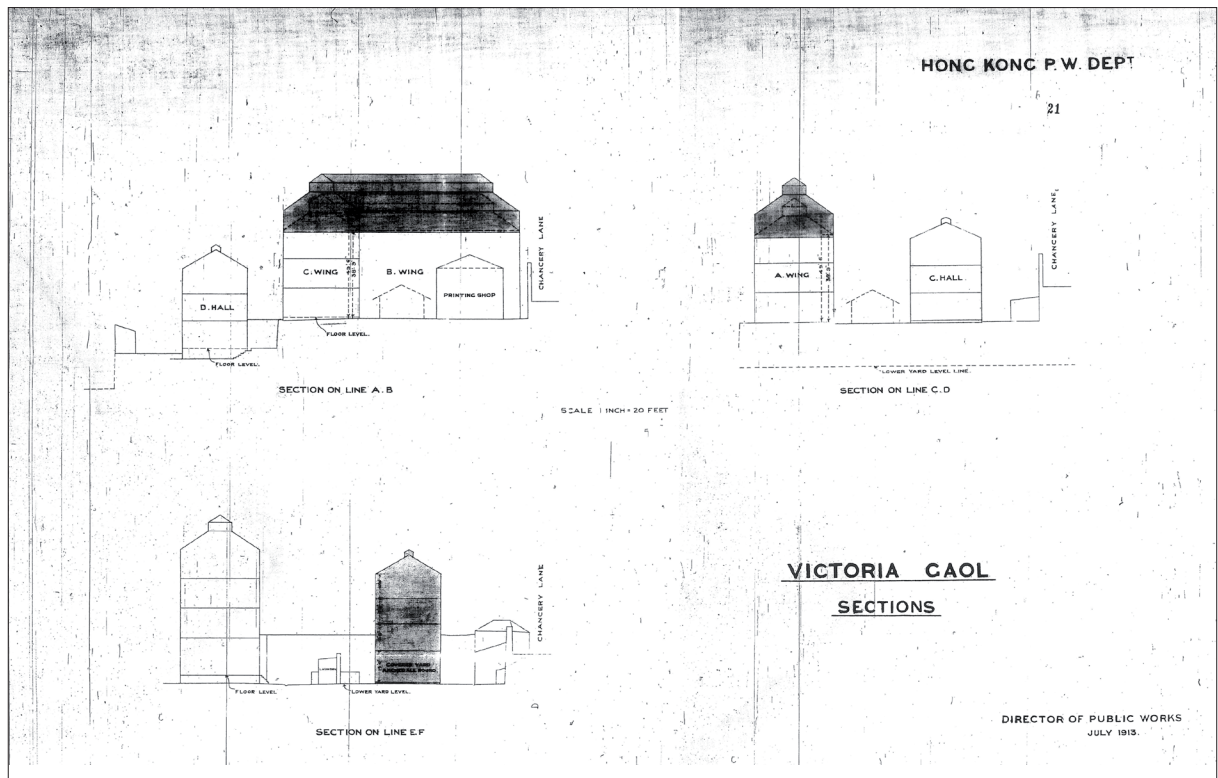 HONG KONG P.W. DEPT
21
CHANCERY LANE
C. WING
B. WING
PRINTING SHOP
D. HALL
FLOOR LEVEL.
FLOOR LEVEL.
SECTION ON LINE A.B
CHANCERY LANE
A. WING
C. HALL
LOWER YARD LEVEL LINE.
SECTION ON LINE C.D
SCALE 1 INCH = 20 FEET
CHANCERY LANE
FLOOR LEVEL
LOWER YARD LEVEL.
SECTION ON LINE E.F
VICTORIA GAOL
SECTIONS
DIRECTOR OF PUBLIC WORKS
JULY 1913.